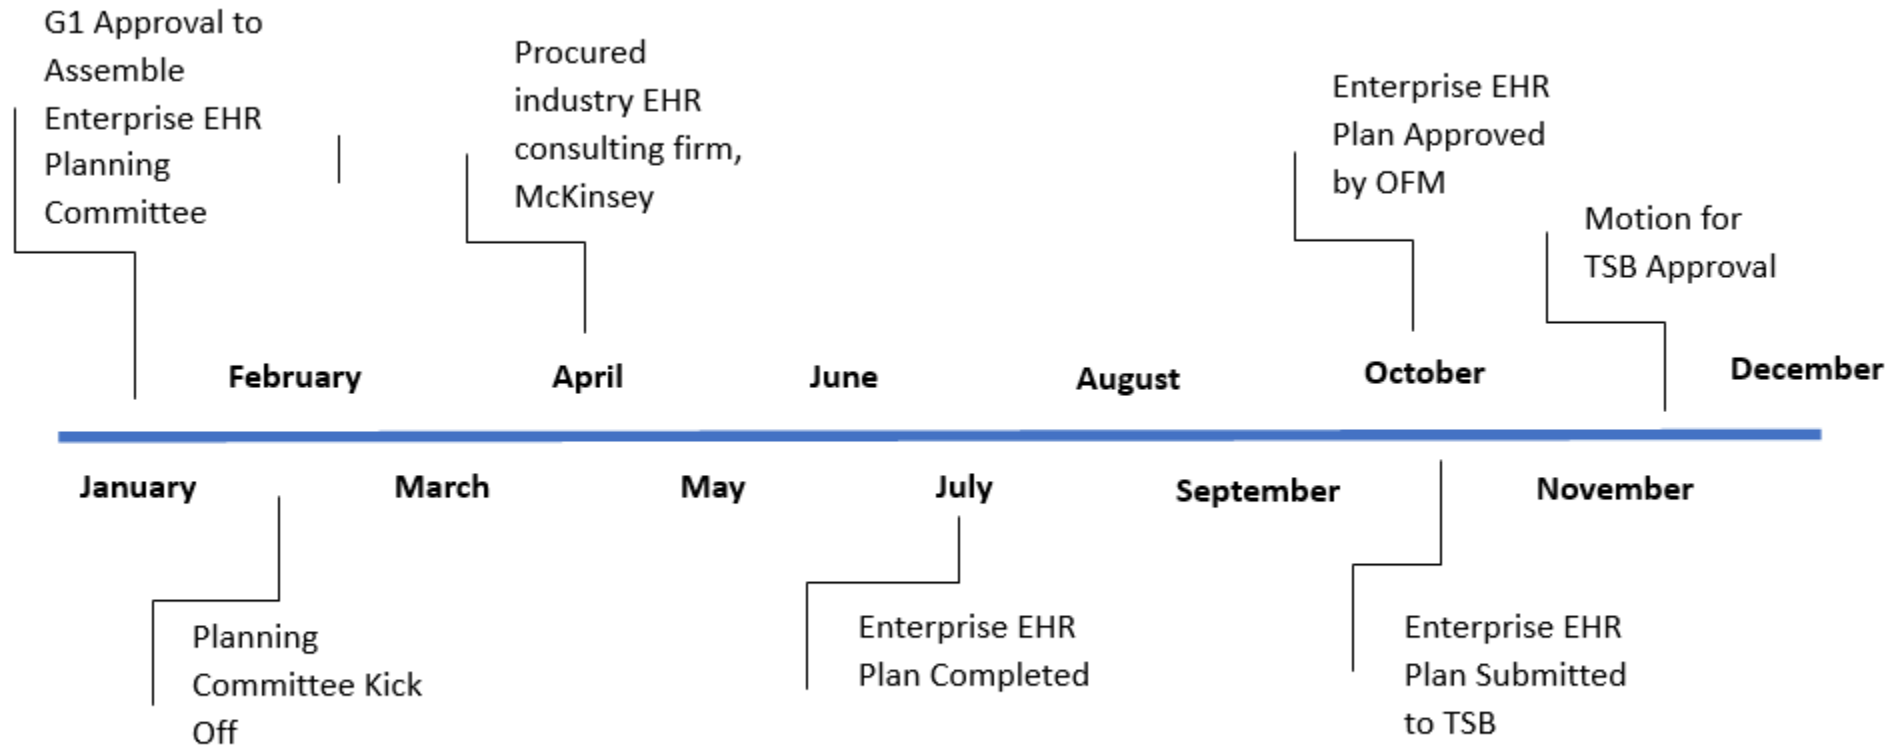 G1 Approval to
Assemble
Enterprise EHR
Planning
Committee
Procured
industry EHR
consulting firm,
McKinsey
Enterprise EHR
Plan Approved
by OFM
Motion for
TSB Approval
February
April
June
August
October
December
January
March
May
July
September
November
Planning
Committee Kick
Off
Enterprise EHR
Plan Completed
Enterprise EHR
Plan Submitted
to TSB